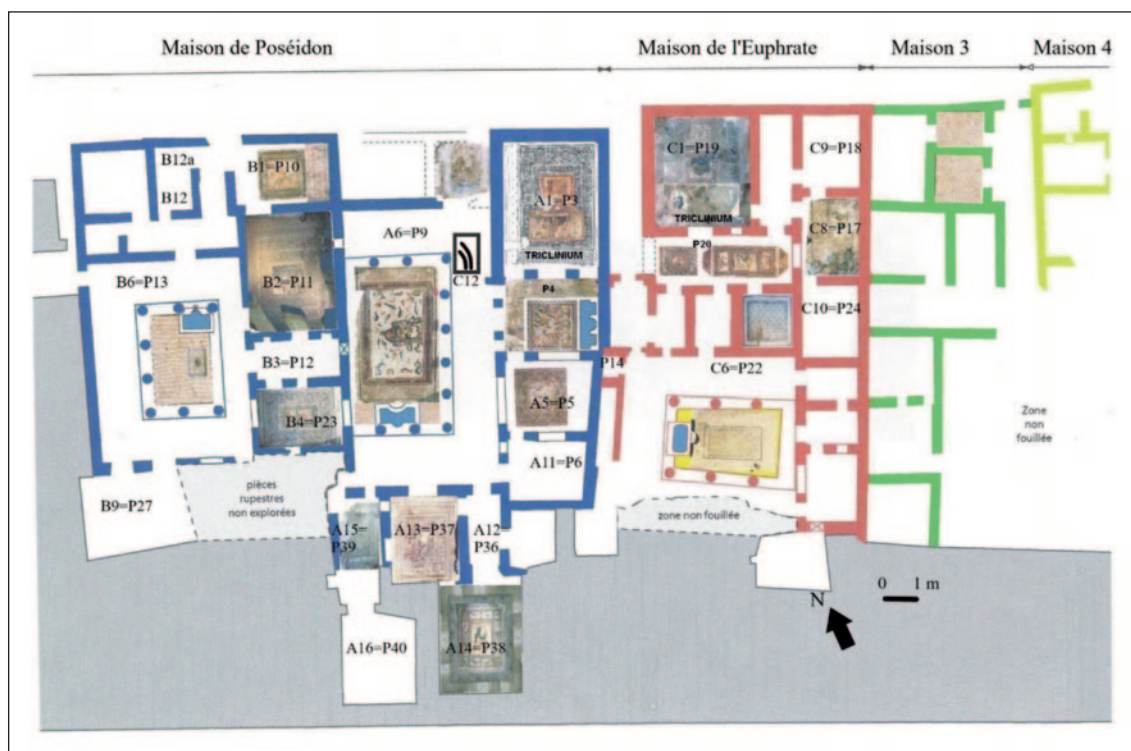 Maison de Poséidon
Maison de l'Euphrate
Maison 3
Maison 4
B12a
B12
B1=P10
A6=P9
C12
A1=P3
TRICLINIUM
C1=P19
TRICLINIUM
C9=P18
C8=P17
P20
B6=P13
B2=P11
P4
C10=P24
B3=P12
P14
C6=P22
B4=P23
A5=P5
A11=P6
B9=P27
pièces
rupestres
non explorées
zone non fouillée
Zone
non
fouillée
A15=
P39
A13=P37
A12=
P36
A16=P40
A14=P38
N
0 1 m